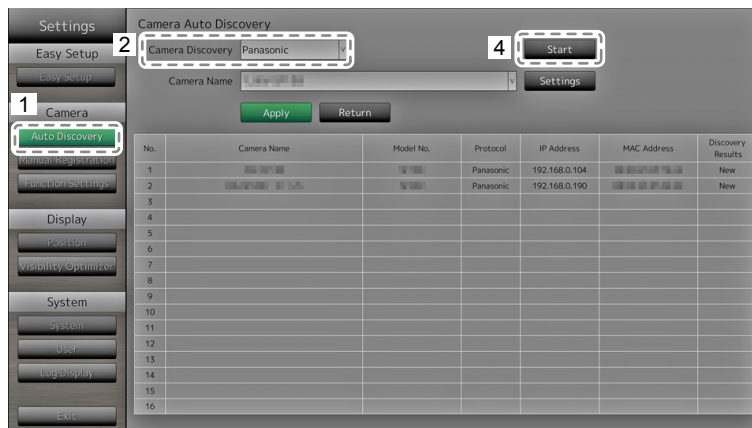 Settings
Easy Setup
Easy Setup
1
Camera
Auto Discovery
Manual Registration
Function Settings
Display
Position
Visibility Optimizer
System
System
User
Log Display
Exit
Camera Auto Discovery
2
Camera Discovery Panasonic
4
Start
Camera Name
Settings
Apply Return
No. Camera Name Model No. Protocol IP Address MAC Address Discovery Results
1 Panasonic 192.168.0.104 New
2 Panasonic 192.168.0.190 New
3
4
5
6
7
8
9
10
11
12
13
14
15
16